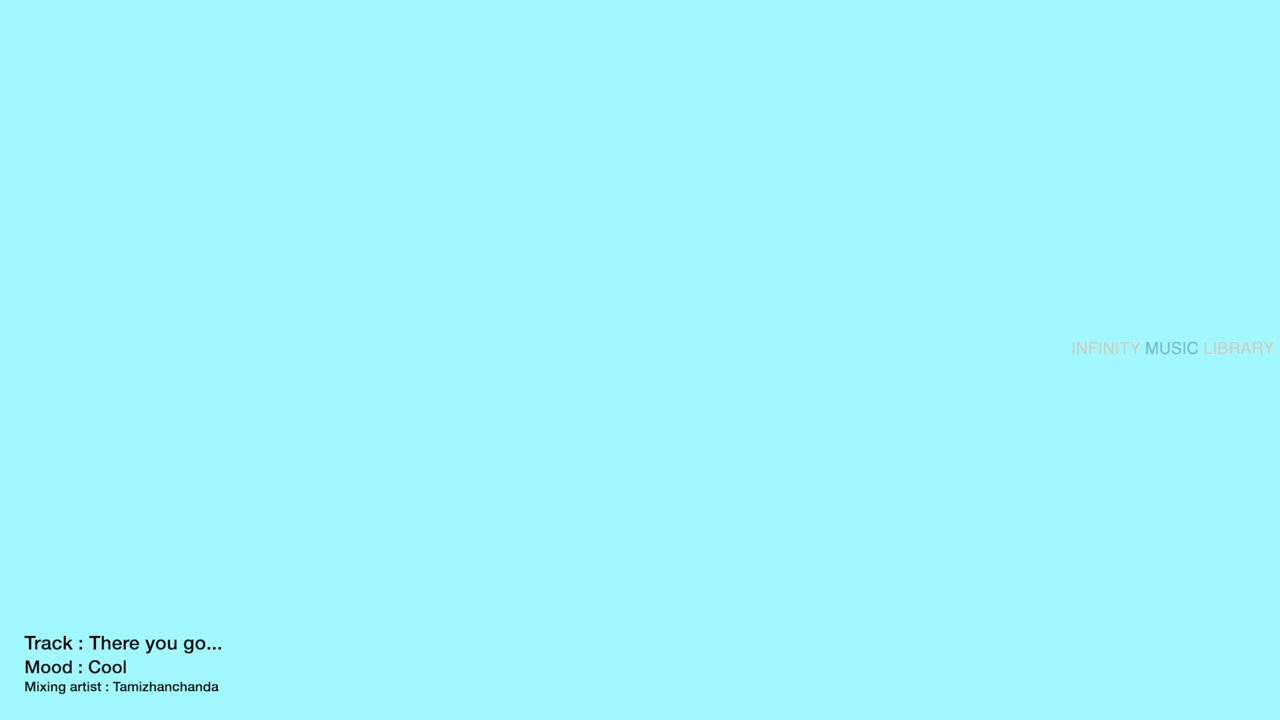 INFINITY MUSIC LIBRARY
Track : There you go...
Mood : Cool
Mixing artist : Tamizhanchanda